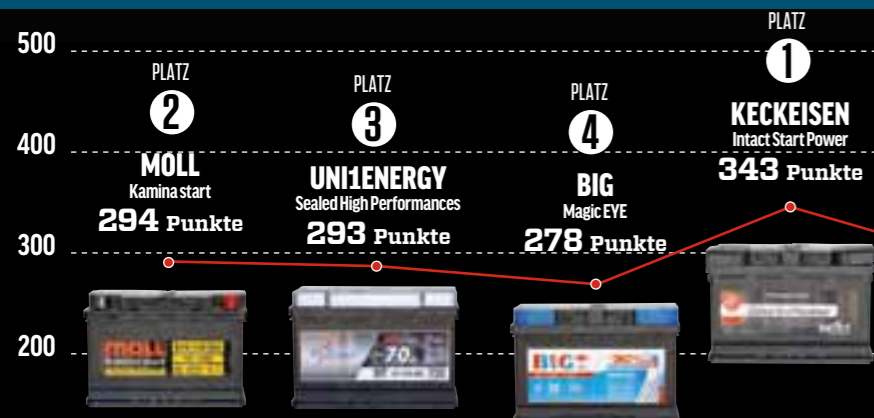 500
400
300
200
PLATZ
2
MOLL
Kamina start
294 Punkte
PLATZ
3
UNI1ENERGY
Sealed High Performances
293 Punkte
PLATZ
4
BIG
Magic EYE
278 Punkte
PLATZ
1
KECKEISEN
Intact Start Power
343 Punkte
MOLL
70
BIG